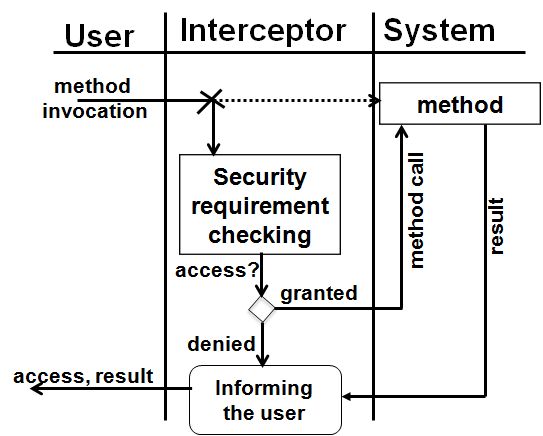 User
Interceptor
System
method
invocation
method
Security
requirement
checking
method call
result
access?
granted
denied
access, result
Informing
the user